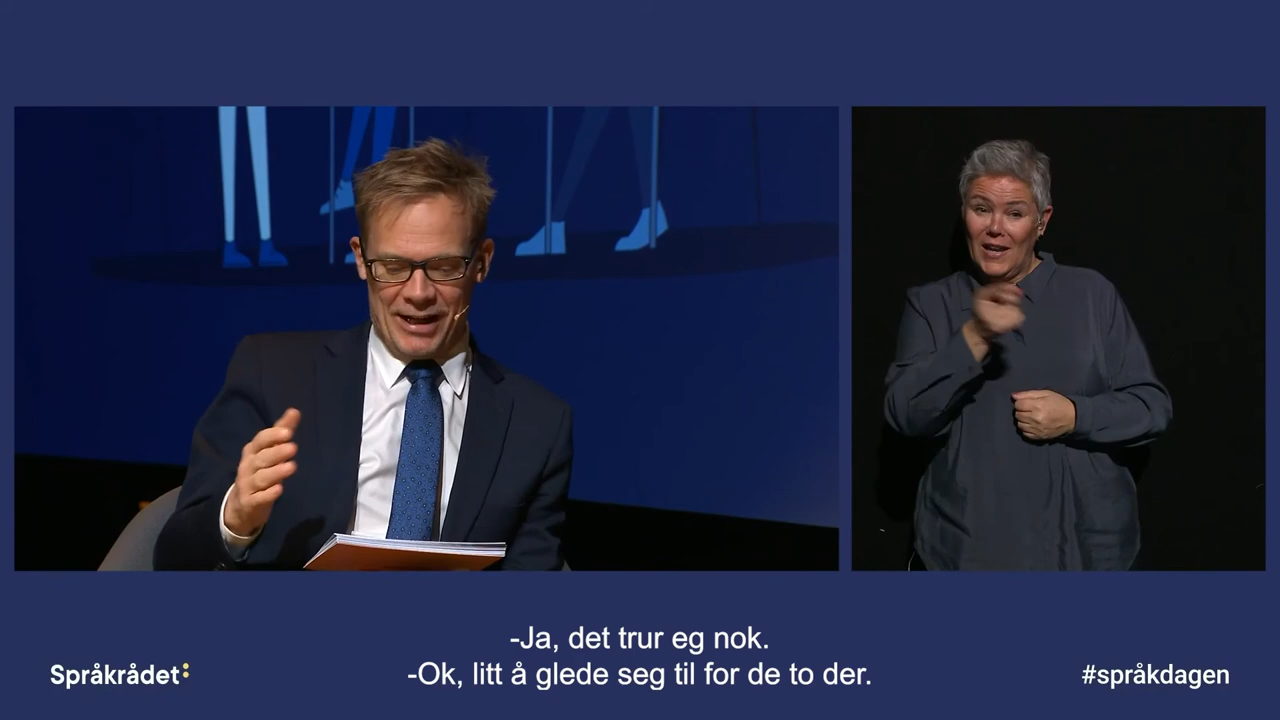 -Ja, det trur eg nok.
-Ok, litt å glede seg til for de to der.
Språkrådet:
#språkdagen